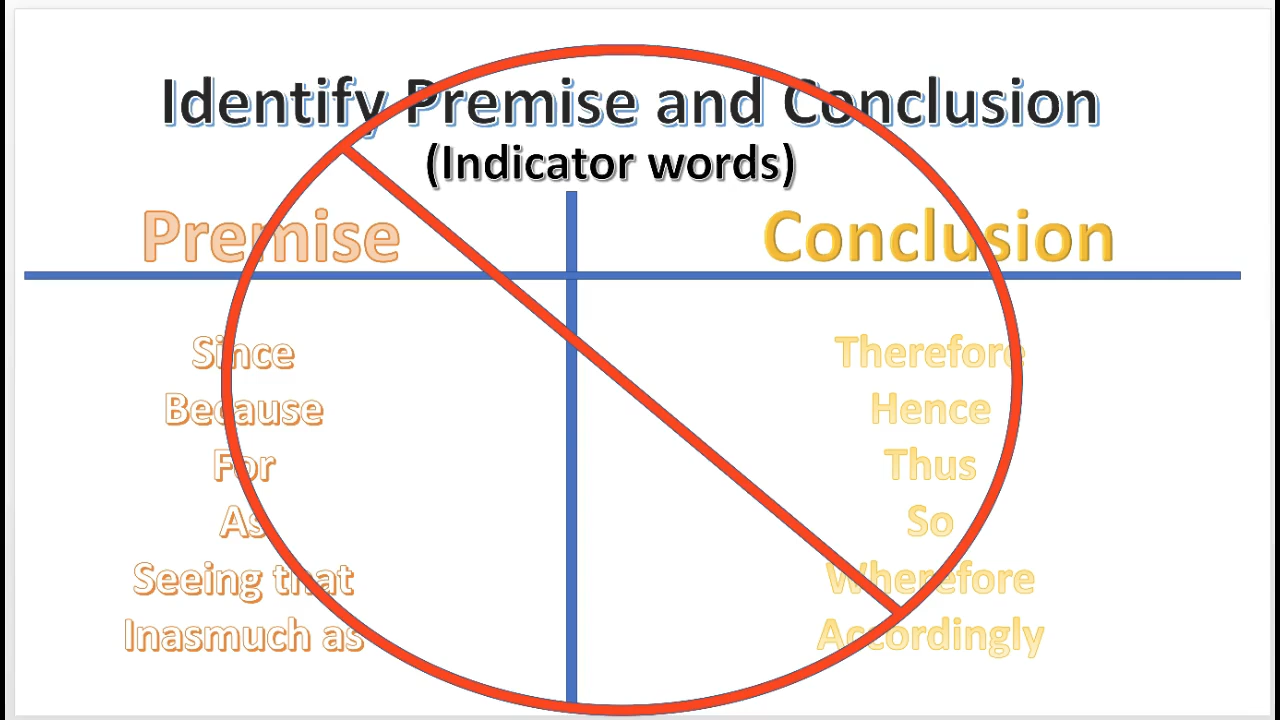 Identify Premise and Conclusion
(Indicator words)
Premise
Conclusion
Since
Because
For
As
Seeing that
Inasmuch as
Therefore
Hence
Thus
So
Wherefore
Accordingly